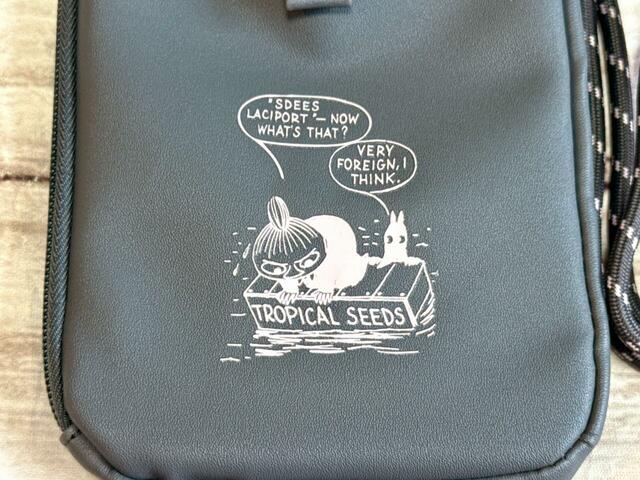 "SDEES
LACIPORT"- NOW
WHAT'S THAT?
VERY
FOREIGN, I
THINK.
TROPICAL SEEDS